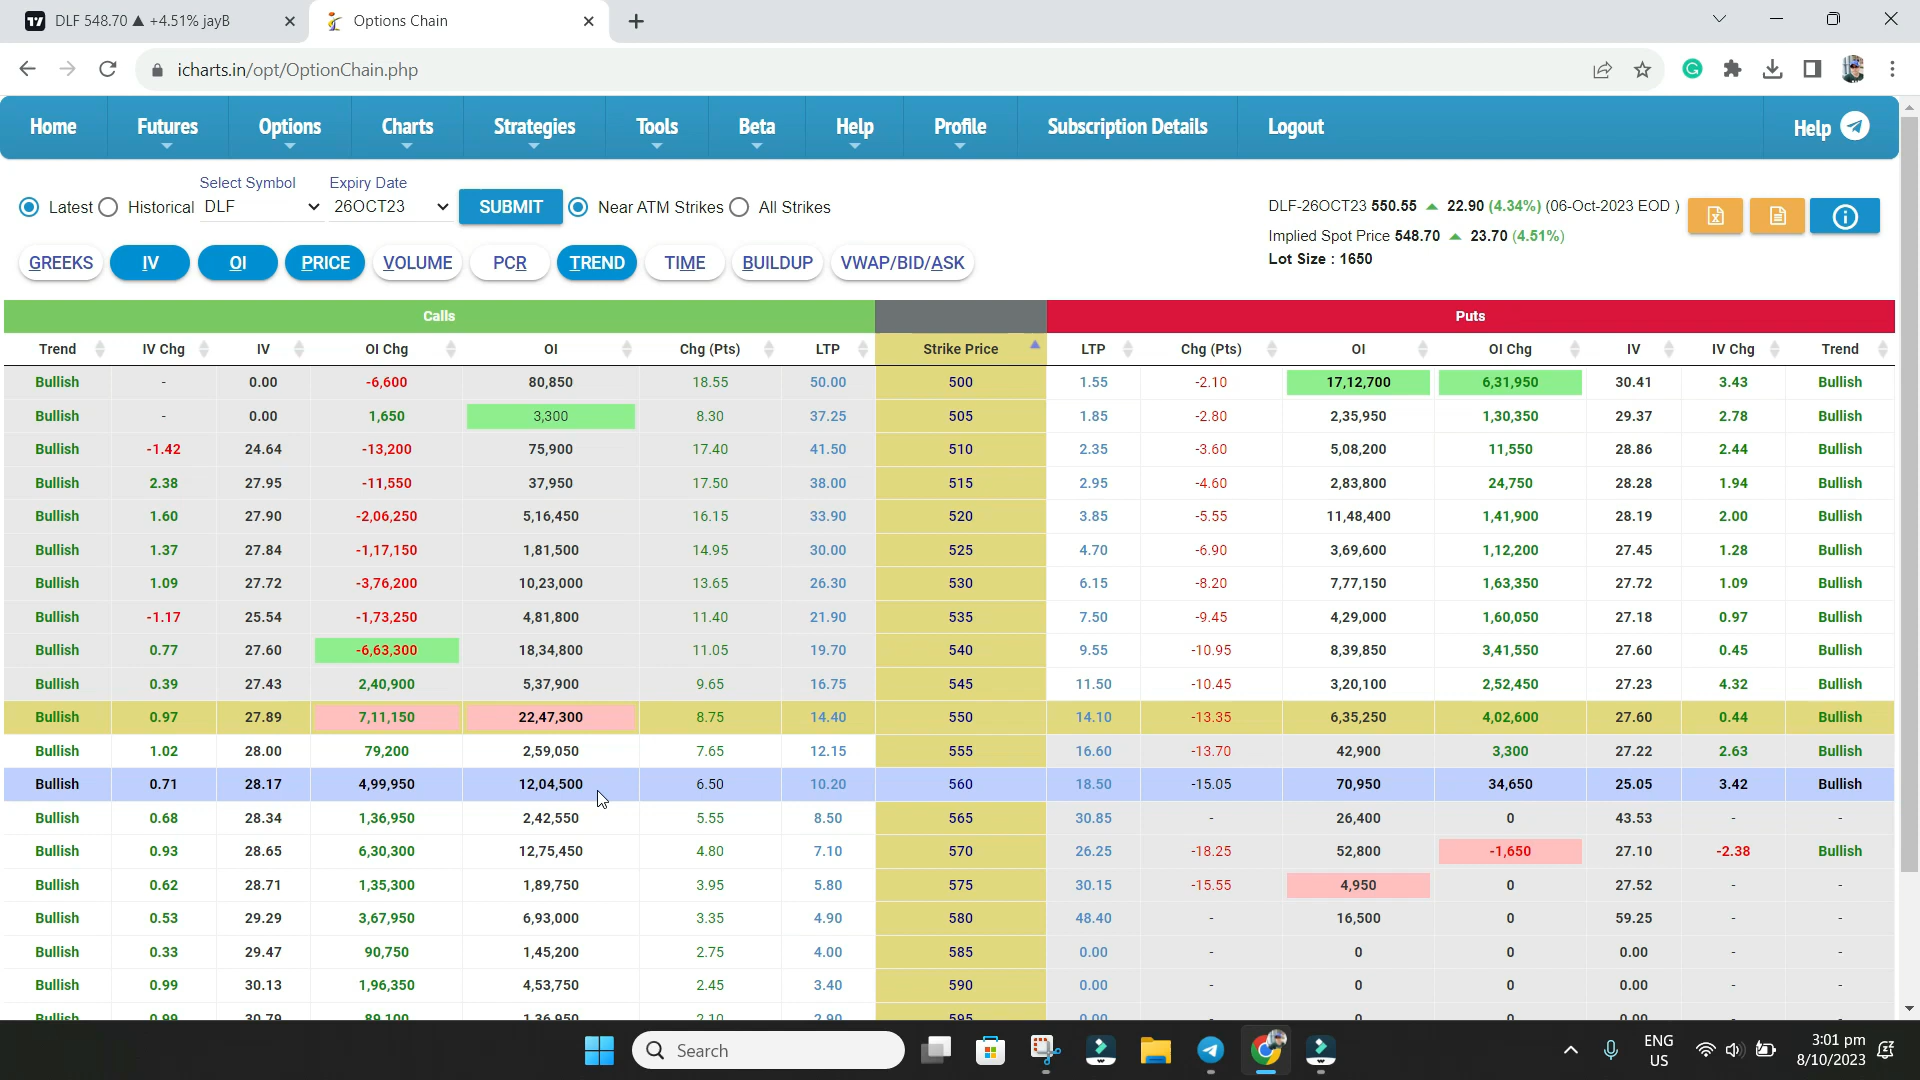 DLF 548.70 ▲ +4.51% jayB
Options Chain
icharts.in/opt/OptionChain.php
Home Futures Options Charts Strategies Tools Beta Help Profile Subscription Details Logout Help
Select Symbol Expiry Date
Latest Historical DLF 26OCT23 SUBMIT Near ATM Strikes All Strikes
DLF-26OCT23 550.55 ▲ 22.90 (4.34%) (06-Oct-2023 EOD )
Implied Spot Price 548.70 ▲ 23.70 (4.51%)
Lot Size : 1650
GREEKS IV OI PRICE VOLUME PCR TREND TIME BUILDUP VWAP/BID/ASK
Calls Puts
Trend IV Chg IV OI Chg OI Chg (Pts) LTP Strike Price LTP Chg (Pts) OI OI Chg IV IV Chg Trend
Bullish - 0.00 -6,600 80,850 18.55 50.00 500 1.55 -2.10 17,12,700 6,31,950 30.41 3.43 Bullish
Bullish - 0.00 1,650 3,300 8.30 37.25 505 1.85 -2.80 2,35,950 1,30,350 29.37 2.78 Bullish
Bullish -1.42 24.64 -13,200 75,900 17.40 41.50 510 2.35 -3.60 5,08,200 11,550 28.86 2.44 Bullish
Bullish 2.38 27.95 -11,550 37,950 17.50 38.00 515 2.95 -4.60 2,83,800 24,750 28.28 1.94 Bullish
Bullish 1.60 27.90 -2,06,250 5,16,450 16.15 33.90 520 3.85 -5.55 11,48,400 1,41,900 28.19 2.00 Bullish
Bullish 1.37 27.84 -1,17,150 1,81,500 14.95 30.00 525 4.70 -6.90 3,69,600 1,12,200 27.45 1.28 Bullish
Bullish 1.09 27.72 -3,76,200 10,23,000 13.65 26.30 530 6.15 -8.20 7,77,150 1,63,350 27.72 1.09 Bullish
Bullish -1.17 25.54 -1,73,250 4,81,800 11.40 21.90 535 7.50 -9.45 4,29,000 1,60,050 27.18 0.97 Bullish
Bullish 0.77 27.60 -6,63,300 18,34,800 11.05 19.70 540 9.55 -10.95 8,39,850 3,41,550 27.60 0.45 Bullish
Bullish 0.39 27.43 2,40,900 5,37,900 9.65 16.75 545 11.50 -10.45 3,20,100 2,52,450 27.23 4.32 Bullish
Bullish 0.97 27.89 7,11,150 22,47,300 8.75 14.40 550 14.10 -13.35 6,35,250 4,02,600 27.60 0.44 Bullish
Bullish 1.02 28.00 79,200 2,59,050 7.65 12.15 555 16.60 -13.70 42,900 3,300 27.22 2.63 Bullish
Bullish 0.71 28.17 4,99,950 12,04,500 6.50 10.20 560 18.50 -15.05 70,950 34,650 25.05 3.42 Bullish
Bullish 0.68 28.34 1,36,950 2,42,550 5.55 8.50 565 30.85 - 26,400 0 43.53 - -
Bullish 0.93 28.65 6,30,300 12,75,450 4.80 7.10 570 26.25 -18.25 52,800 -1,650 27.10 -2.38 Bullish
Bullish 0.62 28.71 1,35,300 1,89,750 3.95 5.80 575 30.15 -15.55 4,950 0 27.52 - -
Bullish 0.53 29.29 3,67,950 6,93,000 3.35 4.90 580 48.40 - 16,500 0 59.25 - -
Bullish 0.33 29.47 90,750 1,45,200 2.75 4.00 585 0.00 - 0 0 0.00 - -
Bullish 0.99 30.13 1,96,350 4,53,750 2.45 3.40 590 0.00 - 0 0 0.00 - -
Bullish 0.99 30.79 89,100 1,36,950 2.10 2.90 595 0.00 - 0 0 0.00 - -
Search
ENG
US
3:01 pm
8/10/2023